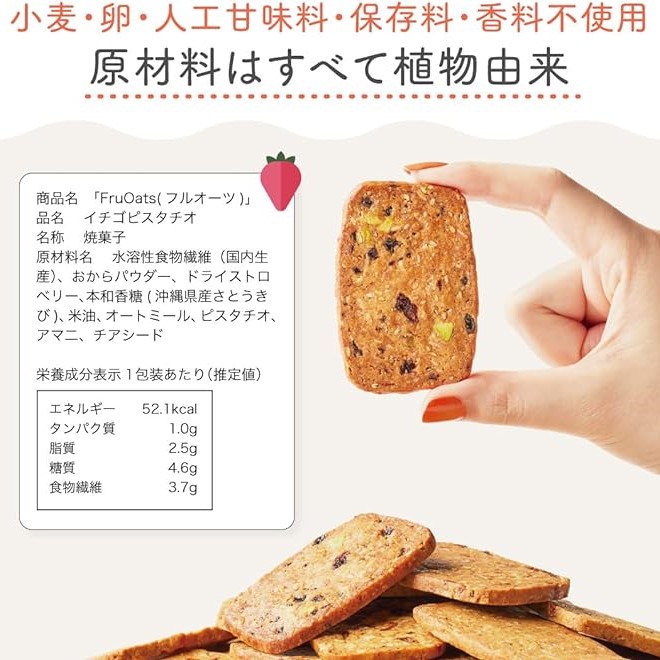 小麦・卵・人工甘味料・保存料・香料不使用
原材料はすべて植物由来
商品名 「FruOats(フルオーツ)」
品名 イチゴピスタチオ
名称 焼菓子
原材料名 水溶性食物繊維(国内生
産)、おからパウダー、ドライストロ
ベリー、本和香糖(沖縄県産さとうき
び)、米油、オートミール、ピスタチオ、
アマニ、チアシード
栄養成分表示1包装あたり(推定値)
エネルギー 52.1kcal
タンパク質 1.0g
脂質 2.5g
糖質 4.6g
食物繊維 3.7g